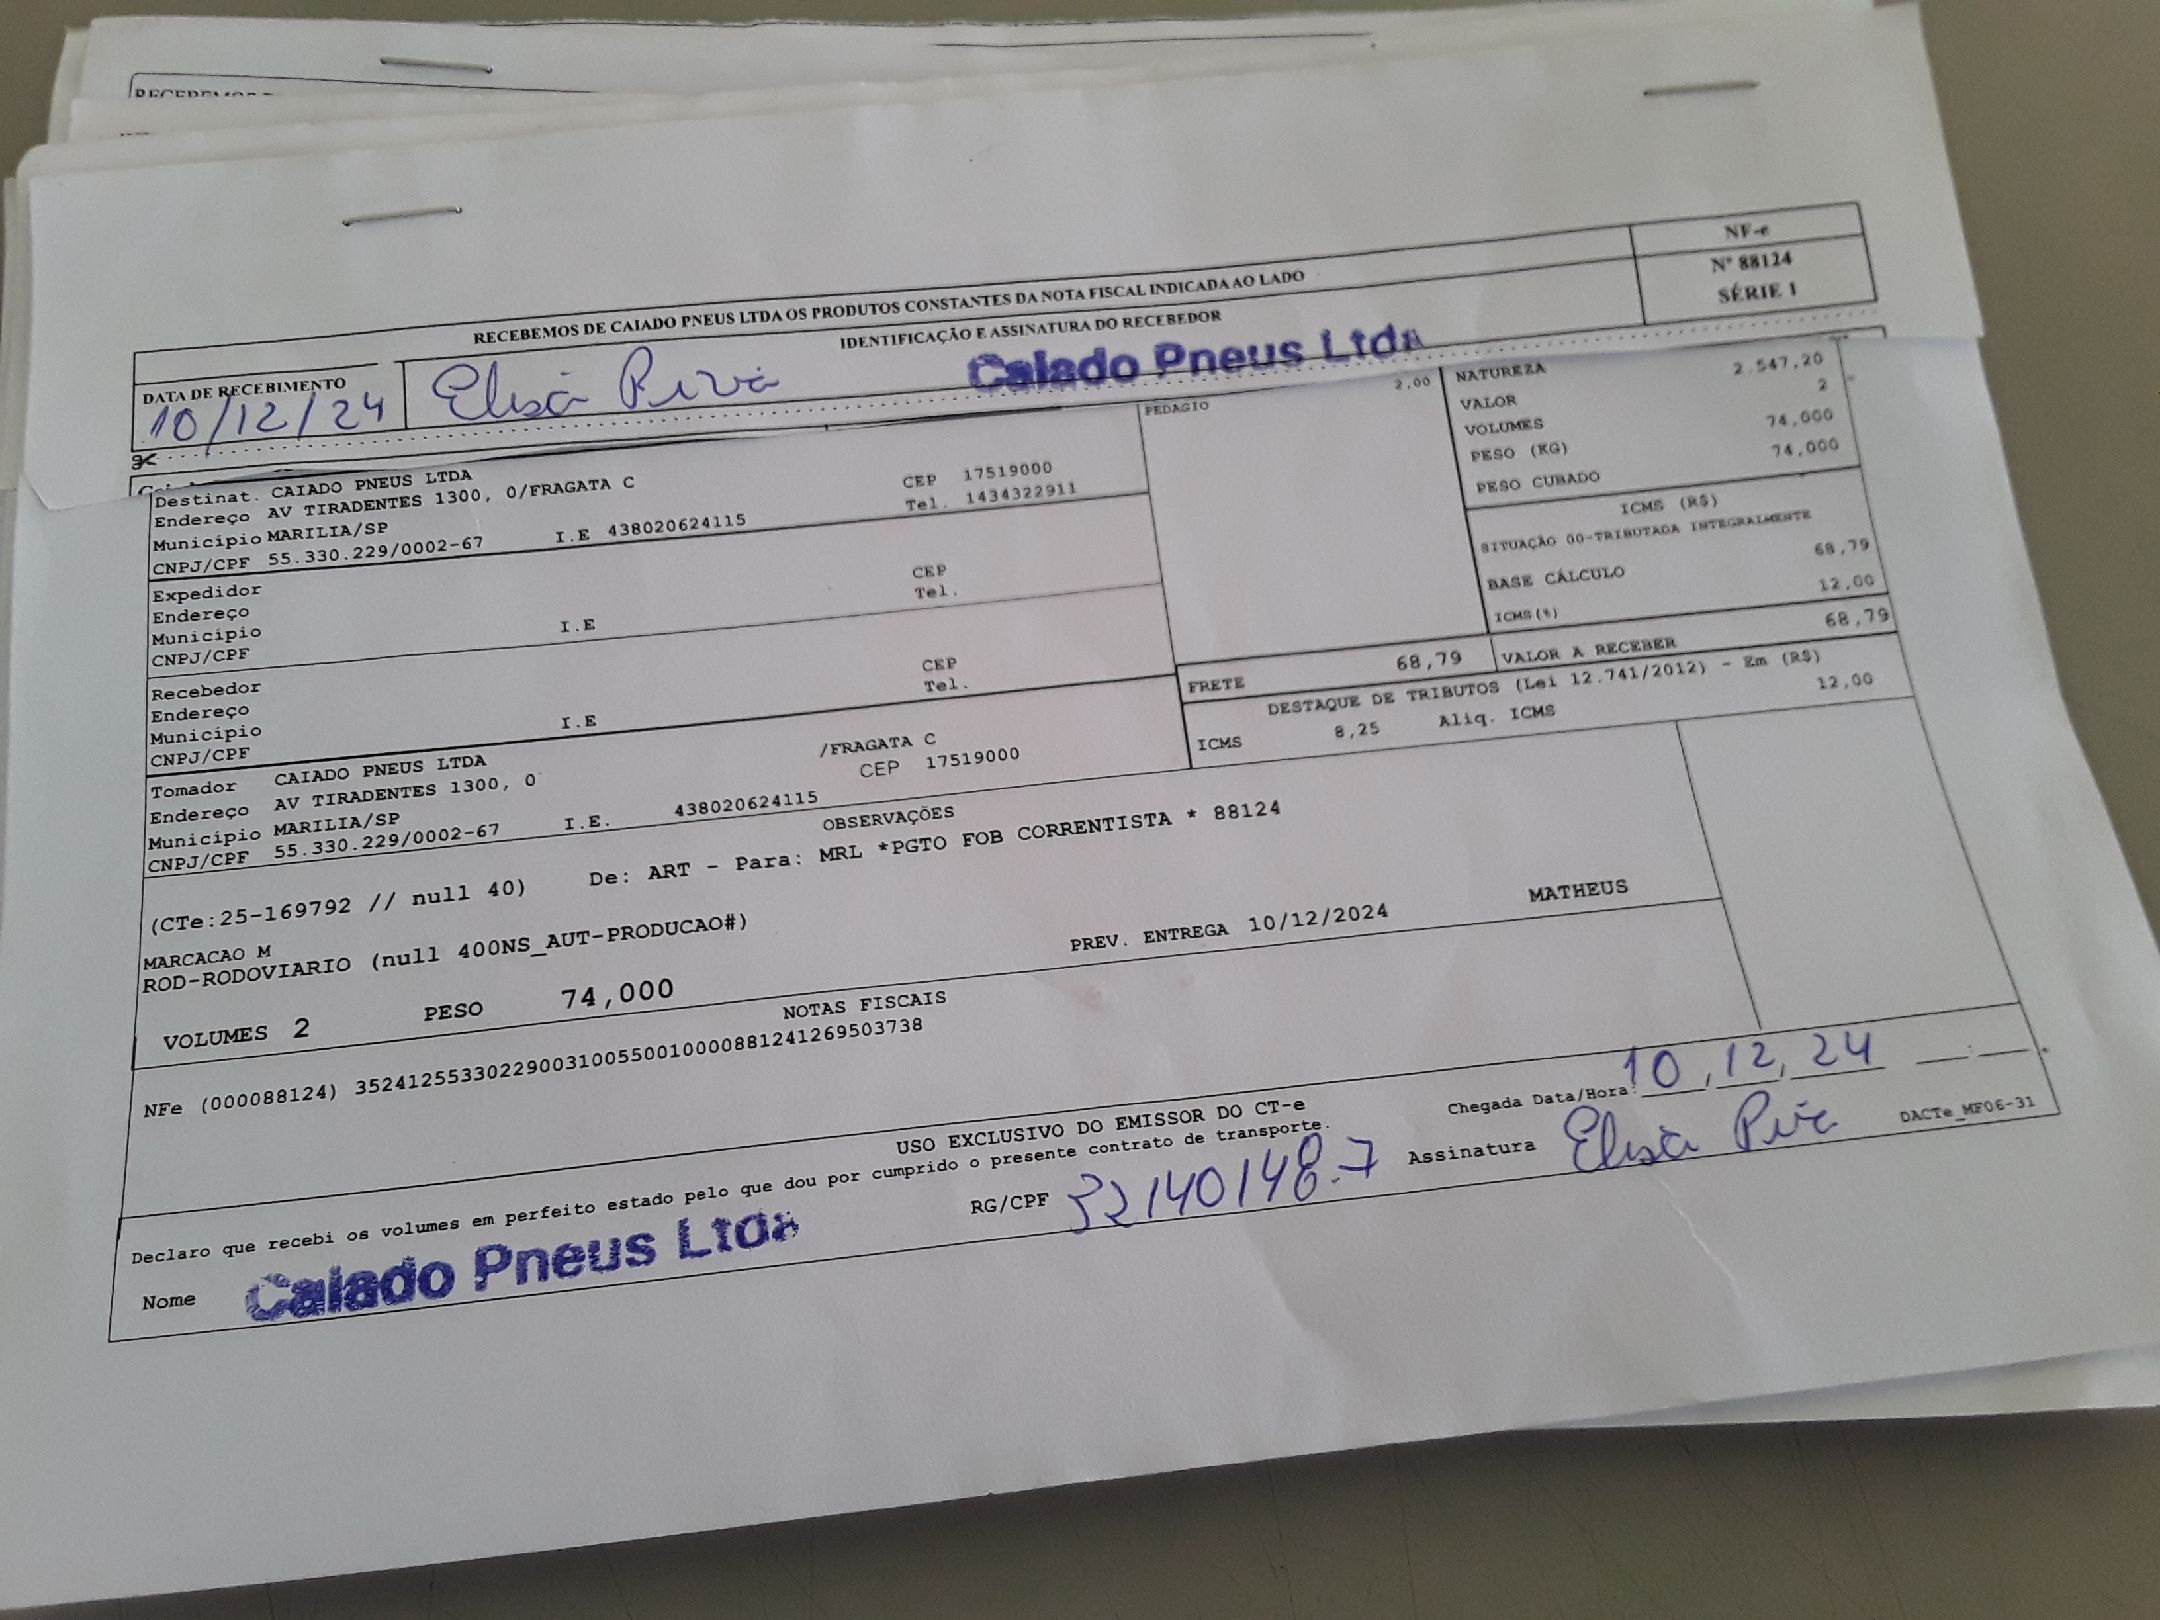 RECEBEMOS
NF-e
Nº 88124
SÉRIE 1
RECEBEMOS DE CAIADO PNEUS LTDA OS PRODUTOS CONSTANTES DA NOTA FISCAL INDICADA AO LADO
DATA DE RECEBIMENTO
IDENTIFICAÇÃO E ASSINATURA DO RECEBEDOR
10/12/24 Elisa Piva Caiado Pneus Ltda
Destinat. CAIADO PNEUS LTDA
Endereço AV TIRADENTES 1300, 0/FRAGATA C CEP 17519000
Município MARILIA/SP Tel. 1434322911
CNPJ/CPF 55.330.229/0002-67 I.E 438020624115
PEDAGIO 2,00
NATUREZA
VALOR 2.547,20
VOLUMES 2
PESO (KG) 74,000
PESO CUBADO 74,000
ICMS (R$)
SITUAÇÃO 00-TRIBUTADA INTEGRALMENTE
BASE CÁLCULO 68,79
ICMS(%) 12,00
Expedidor
Endereço CEP
Município Tel.
CNPJ/CPF I.E
Recebedor
Endereço CEP
Município Tel.
CNPJ/CPF I.E
FRETE 68,79 VALOR A RECEBER 68,79
DESTAQUE DE TRIBUTOS (Lei 12.741/2012) - Em (R$)
ICMS 8,25 Aliq. ICMS 12,00
Tomador CAIADO PNEUS LTDA
Endereço AV TIRADENTES 1300, 0 /FRAGATA C
Município MARILIA/SP CEP 17519000
CNPJ/CPF 55.330.229/0002-67 I.E. 438020624115
OBSERVAÇÕES
(CTe:25-169792 // null 40) De: ART - Para: MRL *PGTO FOB CORRENTISTA * 88124
MARCACAO M
ROD-RODOVIARIO (null 400NS_AUT-PRODUCAO#)
PREV. ENTREGA 10/12/2024 MATHEUS
VOLUMES 2 PESO 74,000
NOTAS FISCAIS
NFe (000088124) 35241255330229003100550010000881241269503738
USO EXCLUSIVO DO EMISSOR DO CT-e
Declaro que recebi os volumes em perfeito estado pelo que dou por cumprido o presente contrato de transporte.
Chegada Data/Hora: 10,12,24 __:__
Nome Caiado Pneus Ltda RG/CPF 32140148-7 Assinatura Elisa Piva
DACTe_MF06-31